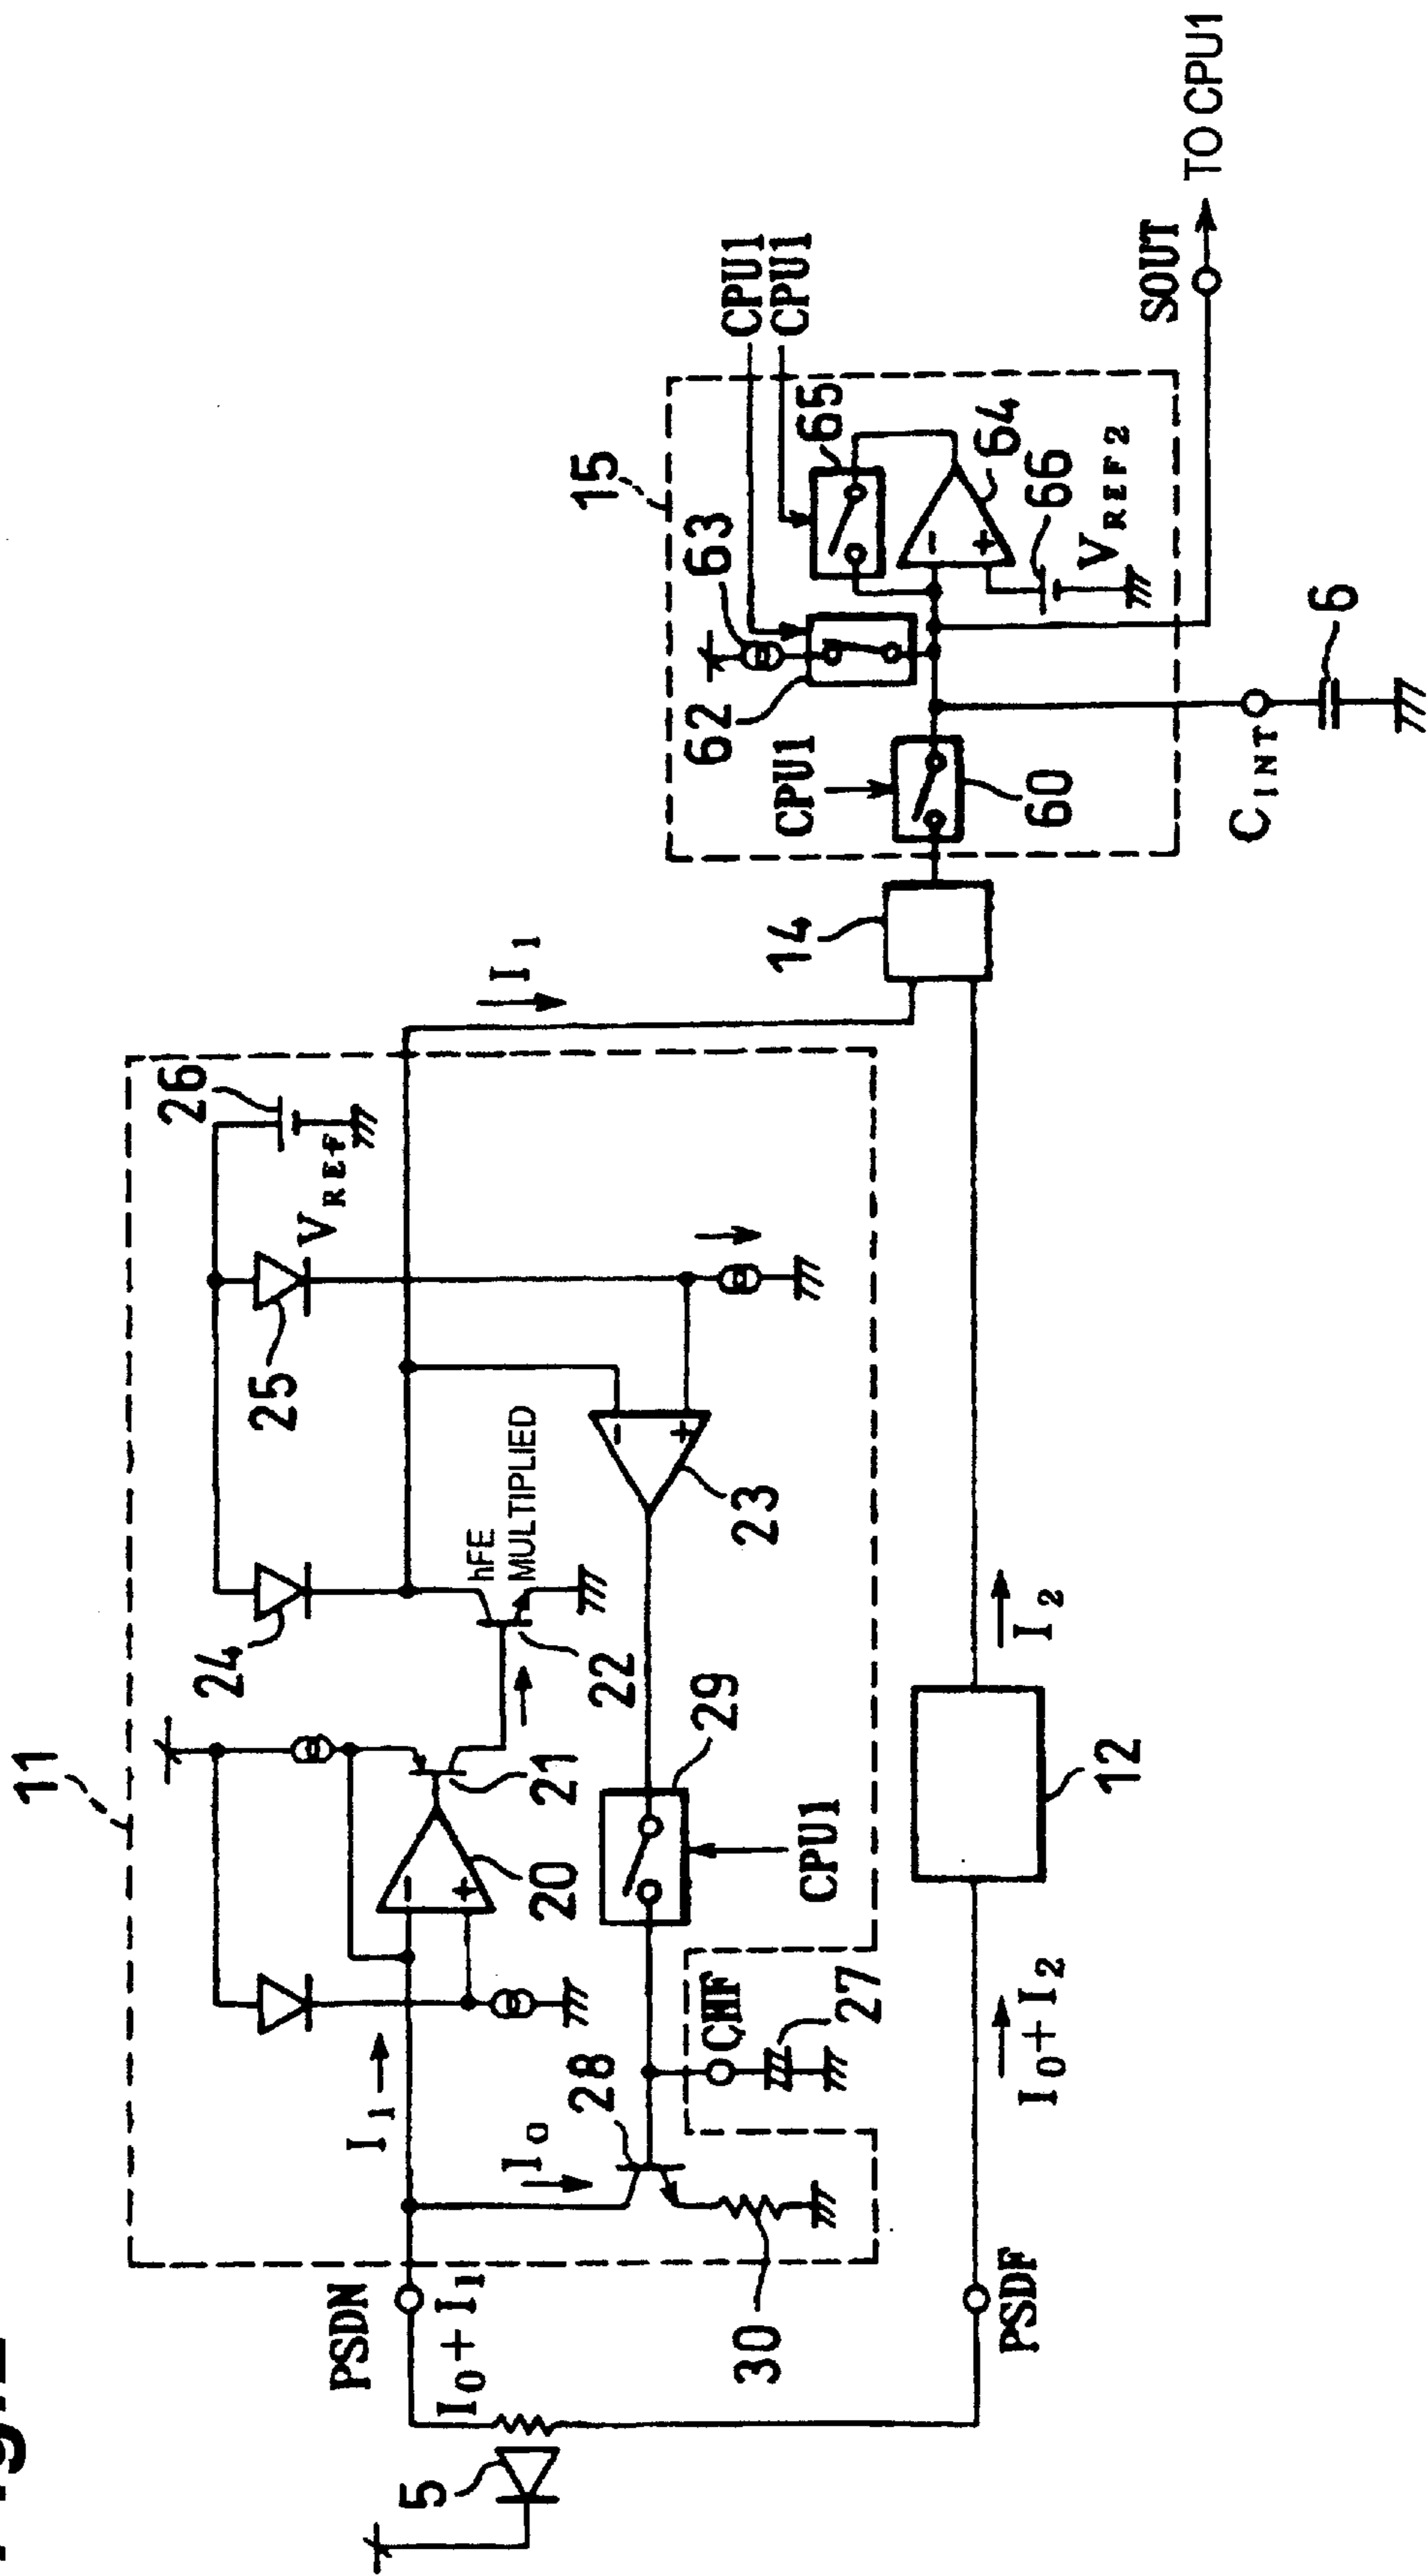 11
26
V REF
25
24
hFE
MULTIPLIED
22
21
20
-
+
-
+
23
29
CPU1
CHF
27
28
I0
I1
30
PSDN
I0+I1
5
PSDF
I0+I2
12
I2
I1
14
15
CPU1
CPU1
65
63
62
64
-
+
66
V REF2
CPU1
60
CINT
6
SOUT
TO CPU1